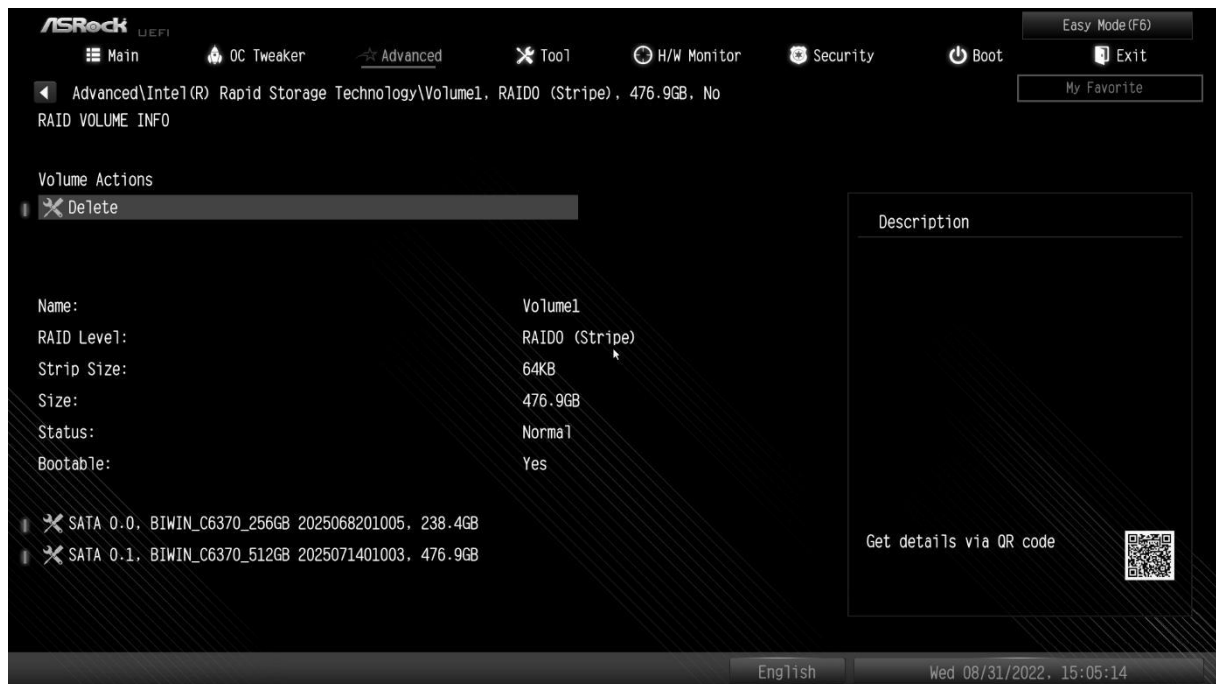 ASRock UEFI
Easy Mode(F6)
Main OC Tweaker Advanced Tool H/W Monitor Security Boot Exit
Advanced\Intel(R) Rapid Storage Technology\Volume1, RAID0 (Stripe), 476.9GB, No
My Favorite
RAID VOLUME INFO
Volume Actions
Delete
Description
Name: Volume1
RAID Level: RAID0 (Stripe)
Strip Size: 64KB
Size: 476.9GB
Status: Normal
Bootable: Yes
SATA 0.0, BIWIN_C6370_256GB 2025068201005, 238.4GB
SATA 0.1, BIWIN_C6370_512GB 2025071401003, 476.9GB
Get details via QR code
English
Wed 08/31/2022, 15:05:14